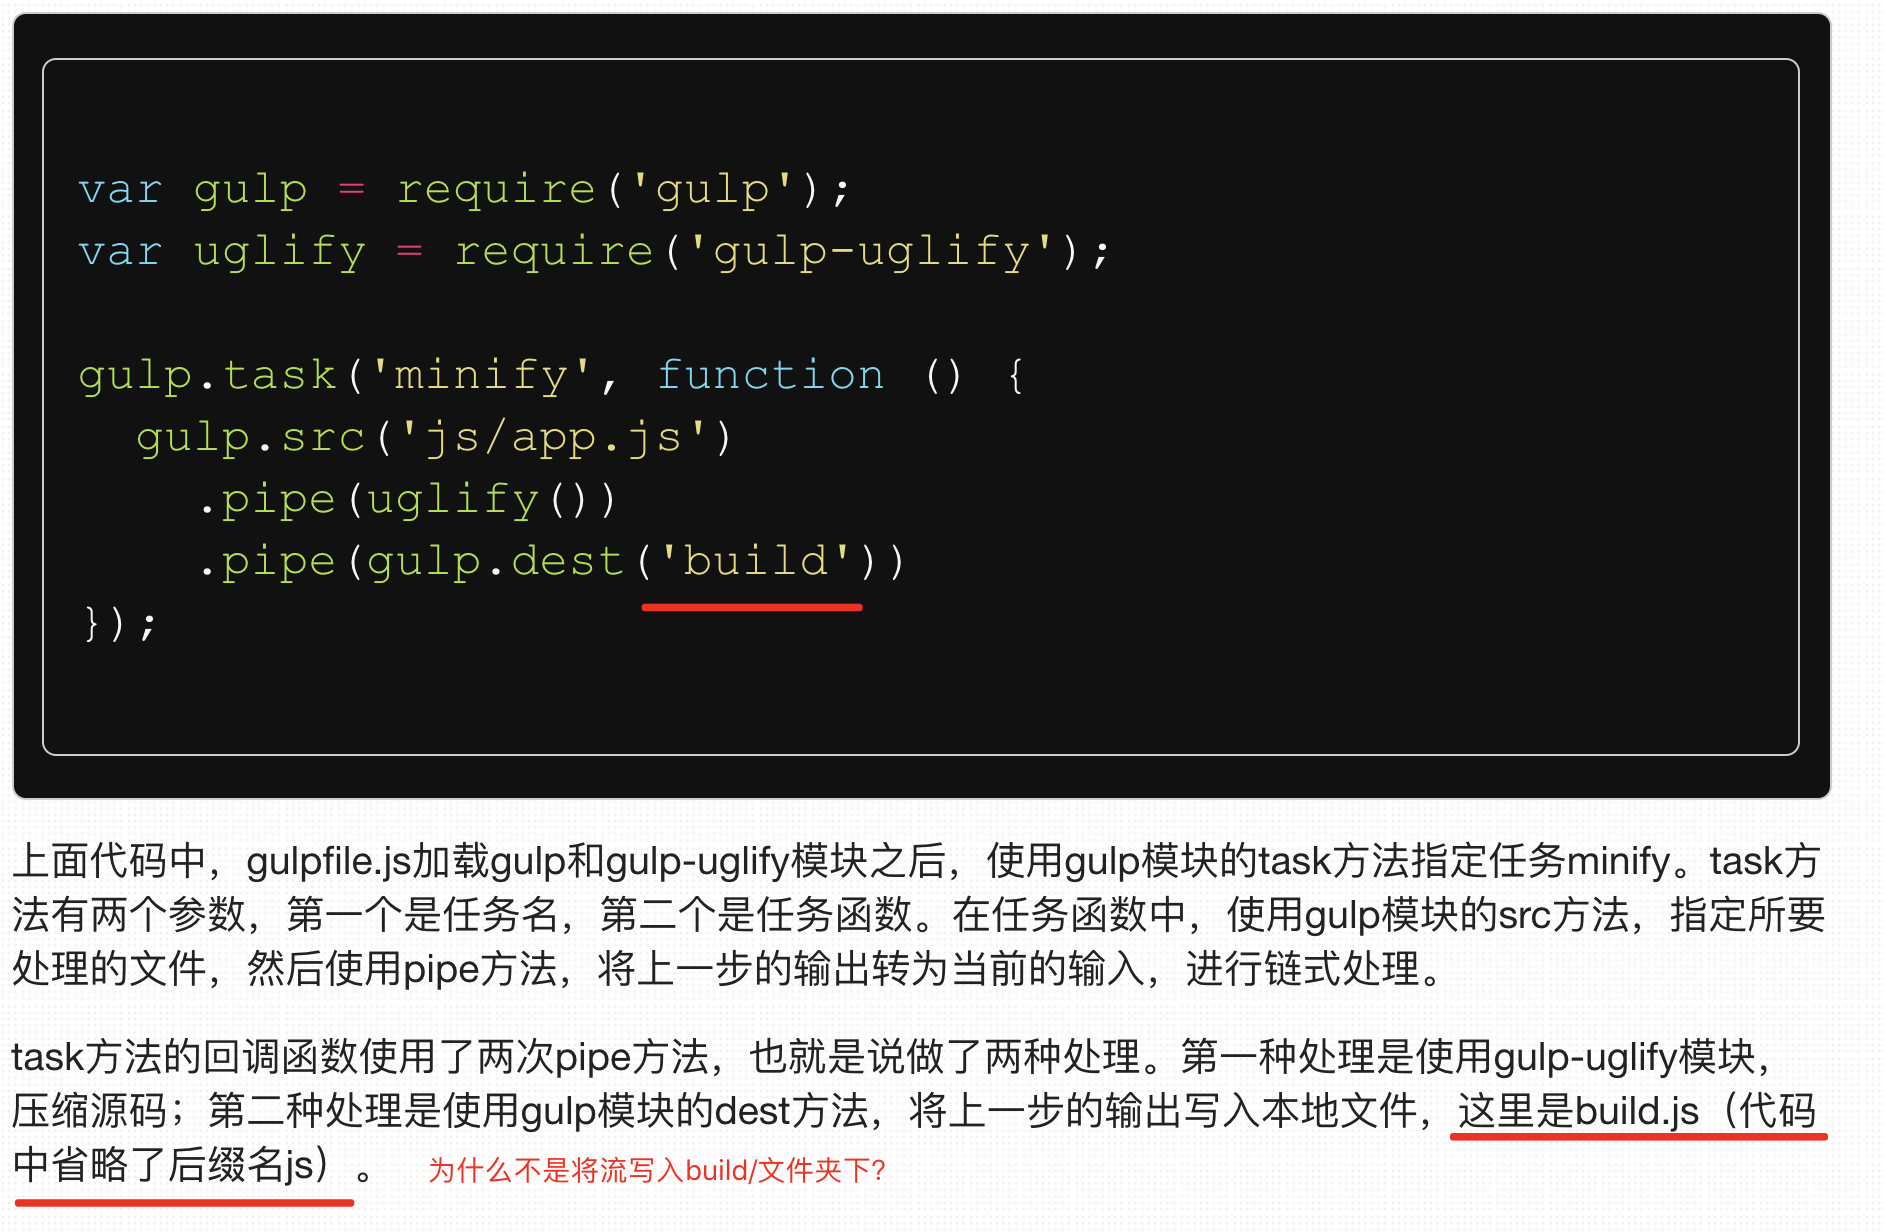 var gulp = require('gulp');
var uglify = require('gulp-uglify');
gulp.task('minify', function () {
  gulp.src('js/app.js')
    .pipe(uglify())
    .pipe(gulp.dest('build'))
});
上面代码中，gulpfile.js加载gulp和gulp-uglify模块之后，使用gulp模块的task方法指定任务minify。task方
法有两个参数，第一个是任务名，第二个是任务函数。在任务函数中，使用gulp模块的src方法，指定所要
处理的文件，然后使用pipe方法，将上一步的输出转为当前的输入，进行链式处理。
task方法的回调函数使用了两次pipe方法，也就是说做了两种处理。第一种处理是使用gulp-uglify模块，
压缩源码；第二种处理是使用gulp模块的dest方法，将上一步的输出写入本地文件，这里是build.js（代码
中省略了后缀名js）。 为什么不是将流写入build/文件夹下?